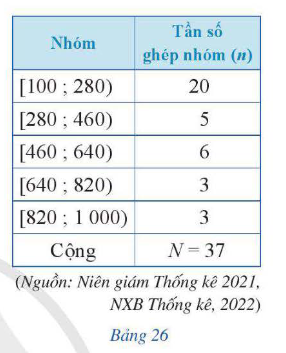 Nhóm Tần số
ghép nhóm (n)
[100 ; 280) 20
[280 ; 460) 5
[460 ; 640) 6
[640 ; 820) 3
[820 ; 1 000) 3
Cộng N = 37
(Nguồn: Niên giám Thống kê 2021,
NXB Thống kê, 2022)
Bảng 26